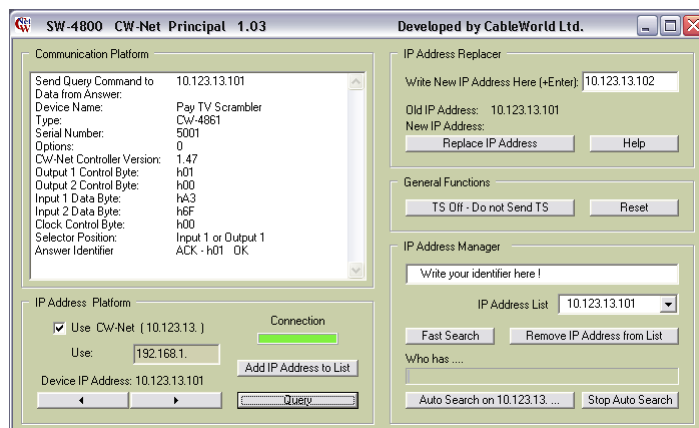 SW-4800 CW-Net Principal 1.03 Developed by CableWorld Ltd.
Communication Platform
Send Query Command to 10.123.13.101
Data from Answer:
Device Name: Pay TV Scrambler
Type: CW-4861
Serial Number: 5001
Options: 0
CW-Net Controller Version: 1.47
Output 1 Control Byte: h01
Output 2 Control Byte: h00
Input 1 Data Byte: hA3
Input 2 Data Byte: h6F
Clock Control Byte: h00
Selector Position: Input 1 or Output 1
Answer Identifier ACK - h01 OK
IP Address Platform
Use CW-Net ( 10.123.13. )
Connection
Use: 192.168.1.
Add IP Address to List
Device IP Address: 10.123.13.101
Query
IP Address Replacer
Write New IP Address Here (+Enter): 10.123.13.102
Old IP Address: 10.123.13.101
New IP Address:
Replace IP Address Help
General Functions
TS Off - Do not Send TS Reset
IP Address Manager
Write your identifier here !
IP Address List 10.123.13.101
Fast Search Remove IP Address from List
Who has ....
Auto Search on 10.123.13. ... Stop Auto Search